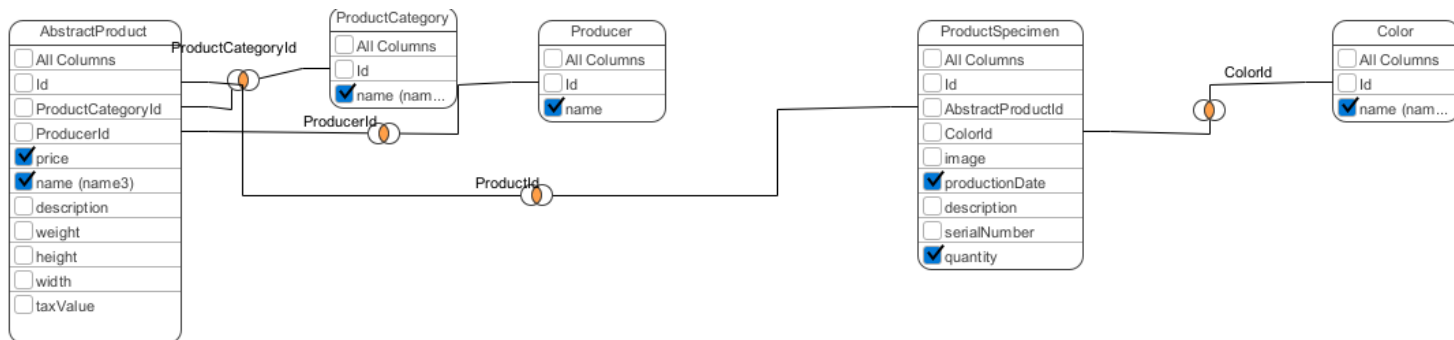 AbstractProduct
All Columns
Id
ProductCategoryId
ProducerId
price
name (name3)
description
weight
height
width
taxValue
ProductCategoryId
ProductCategory
All Columns
Id
name (nam...
ProducerId
Producer
All Columns
Id
name
ProductId
ProductSpecimen
All Columns
Id
AbstractProductId
ColorId
image
productionDate
description
serialNumber
quantity
ColorId
Color
All Columns
Id
name (nam...